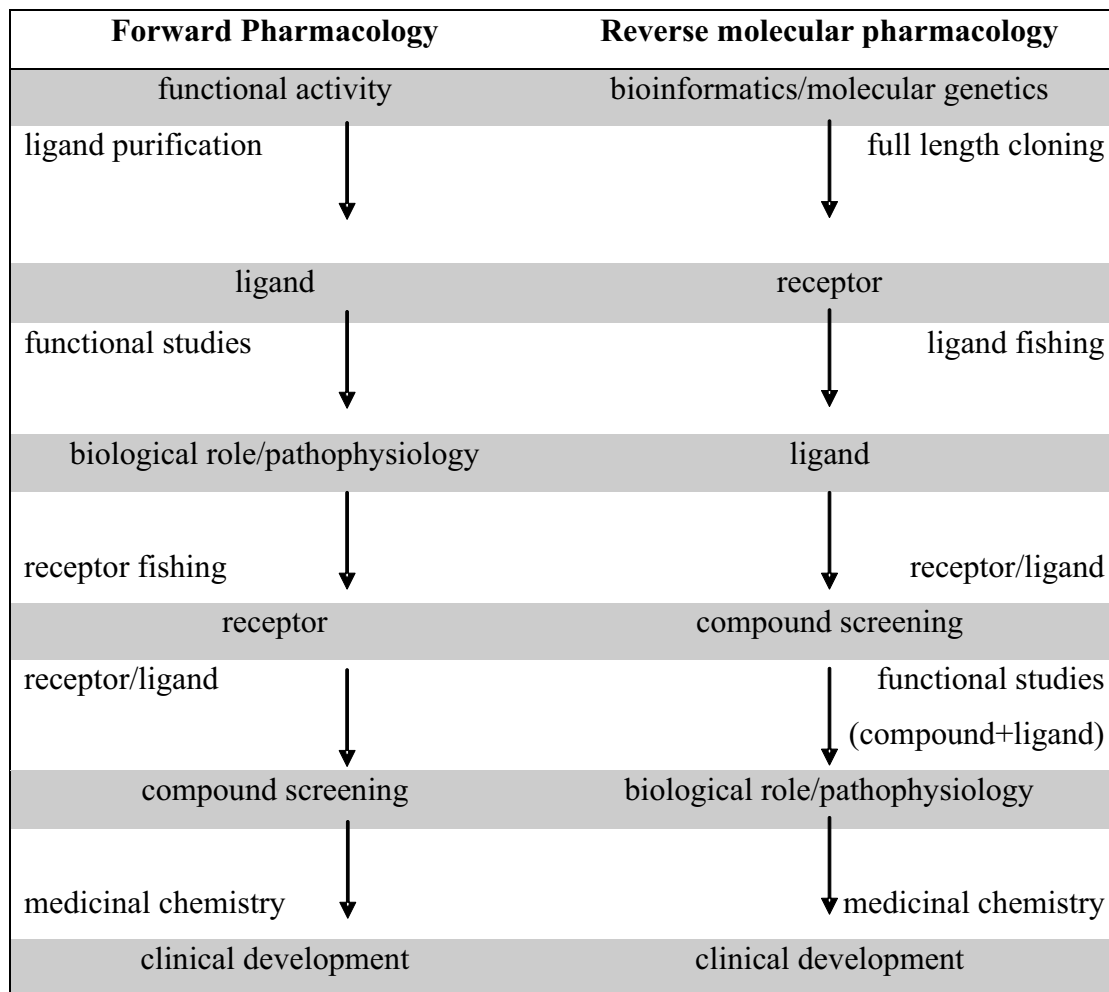 Forward Pharmacology Reverse molecular pharmacology
functional activity bioinformatics/molecular genetics
ligand purification full length cloning
ligand receptor
functional studies ligand fishing
biological role/pathophysiology ligand
receptor fishing receptor/ligand
receptor compound screening
receptor/ligand functional studies
(compound+ligand)
compound screening biological role/pathophysiology
medicinal chemistry medicinal chemistry
clinical development clinical development